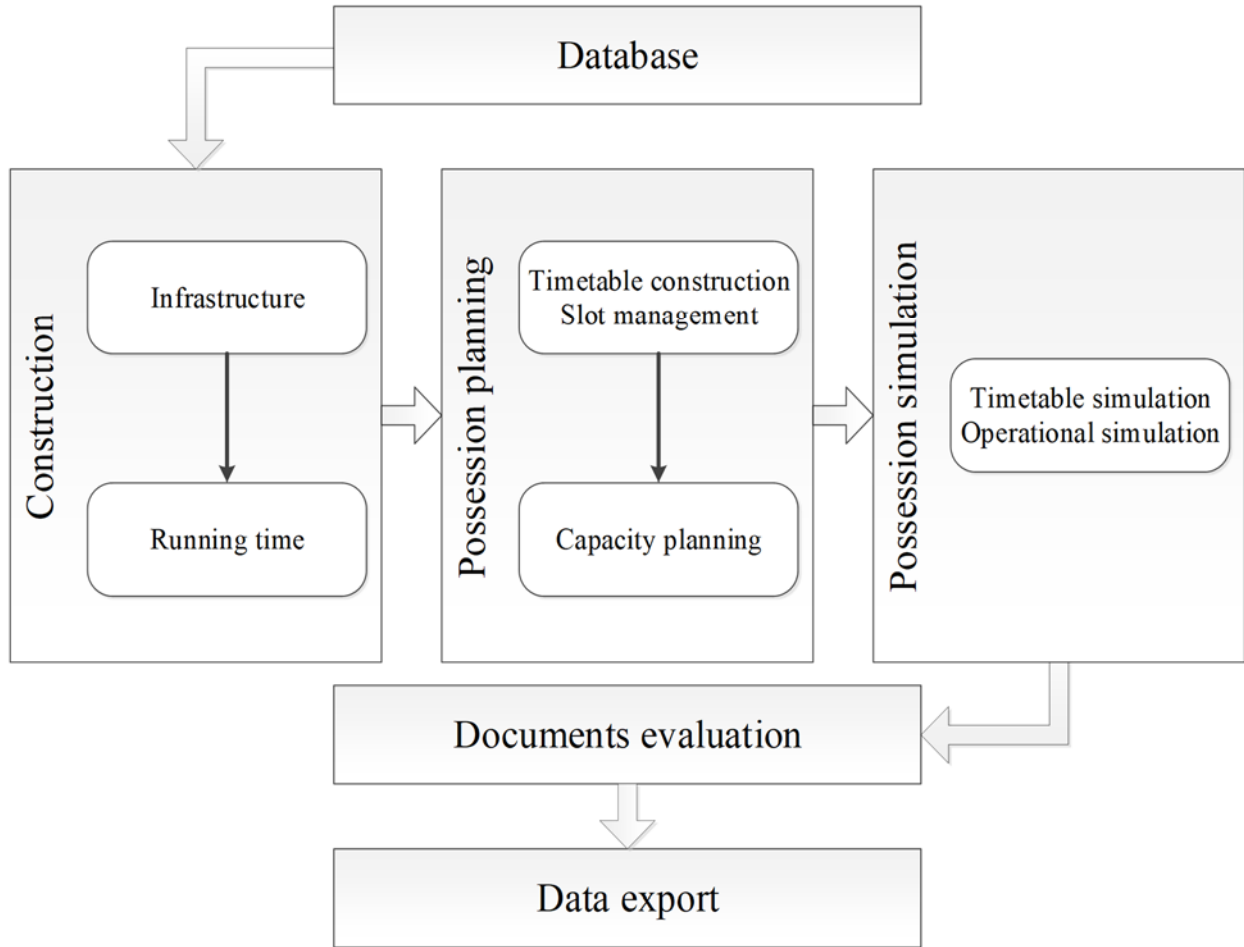 Database
Construction
Infrastructure
Running time
Possession planning
Timetable construction
Slot management
Capacity planning
Possession simulation
Timetable simulation
Operational simulation
Documents evaluation
Data export